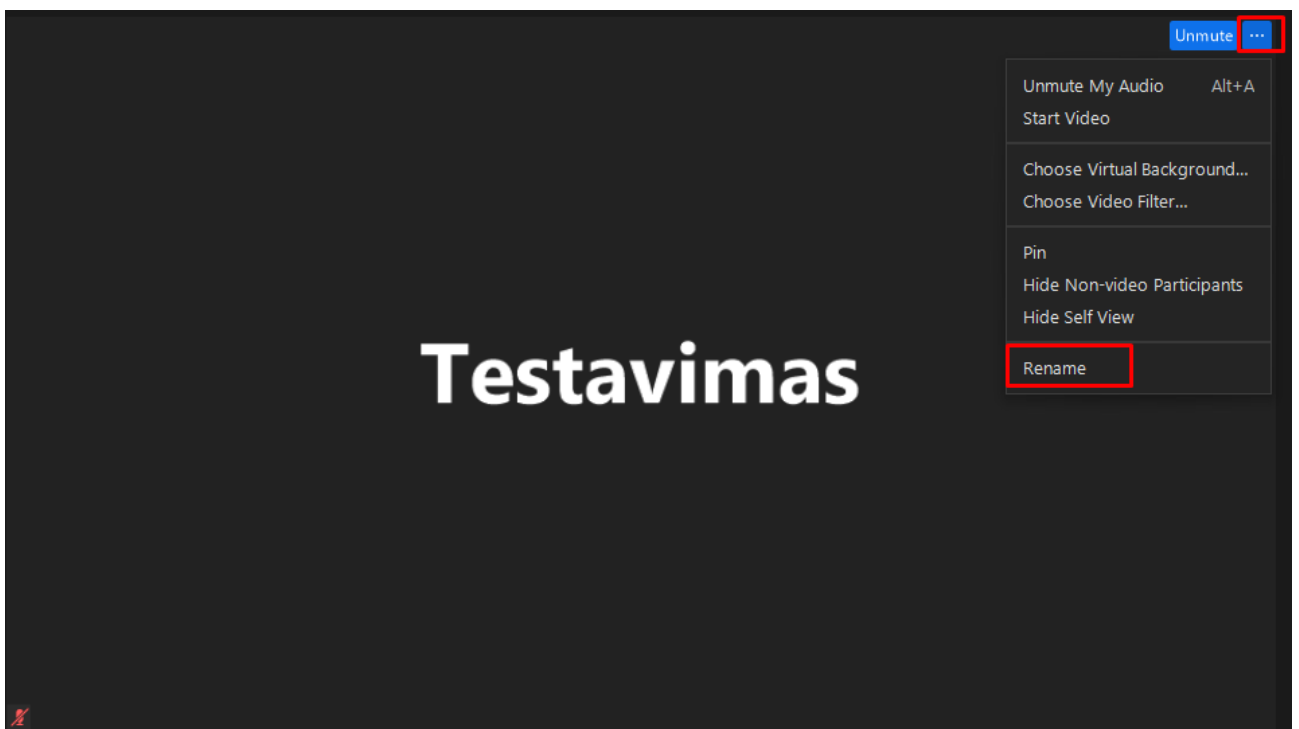 Unmute ...
Unmute My Audio Alt+A
Start Video
Choose Virtual Background...
Choose Video Filter...
Pin
Hide Non-video Participants
Hide Self View
Testavimas
Rename